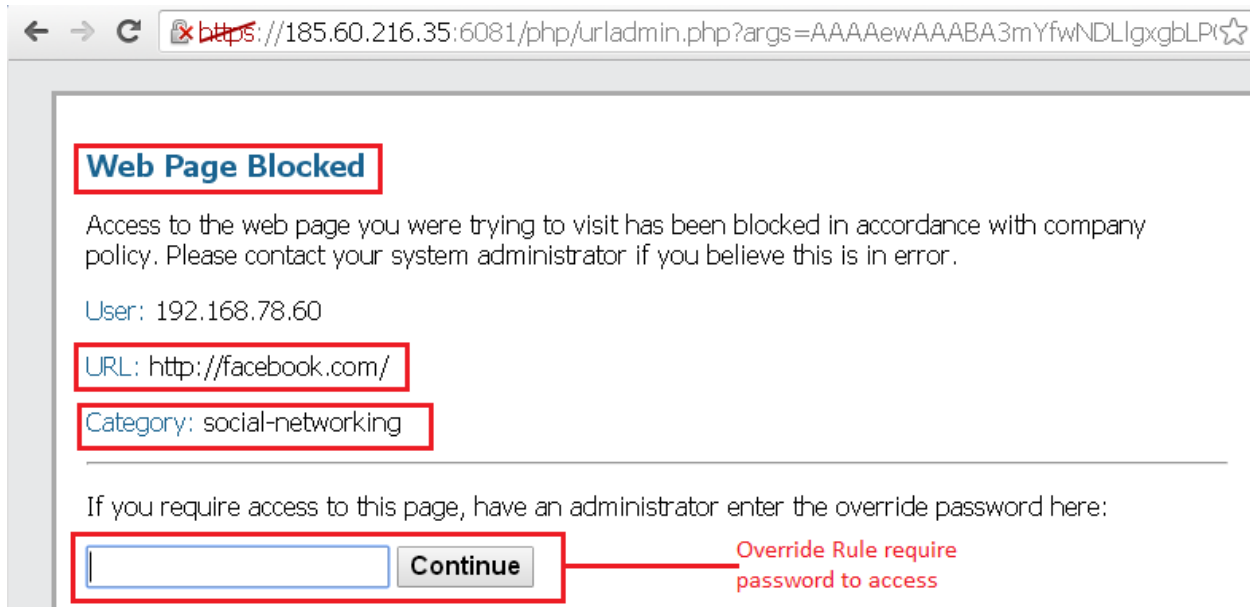 https://185.60.216.35:6081/php/urladmin.php?args=AAAAewAAABA3mYfwNDLlgxgbLP
Web Page Blocked
Access to the web page you were trying to visit has been blocked in accordance with company
policy. Please contact your system administrator if you believe this is in error.
User: 192.168.78.60
URL: http://facebook.com/
Category: social-networking
If you require access to this page, have an administrator enter the override password here:
Continue
Override Rule require
password to access